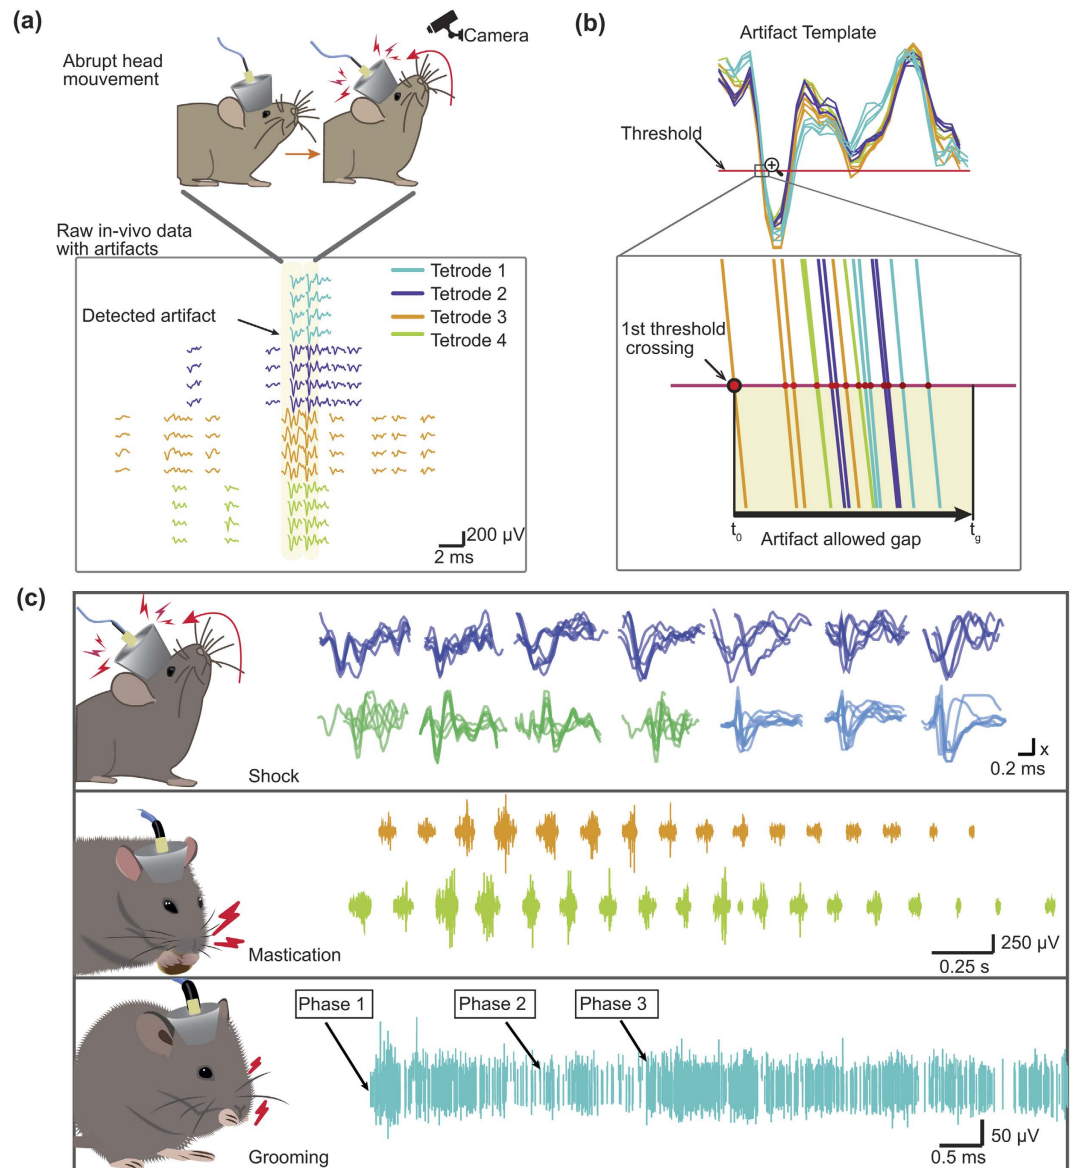 (a)
Camera
Abrupt head
mouvement
Raw in-vivo data
with artifacts
Tetrode 1
Tetrode 2
Tetrode 3
Tetrode 4
Detected artifact
200 µV
2 ms
(b)
Artifact Template
Threshold
1st threshold
crossing
t0
tg
Artifact allowed gap
(c)
x
0.2 ms
Shock
250 µV
0.25 s
Mastication
Phase 1
Phase 2
Phase 3
50 µV
0.5 ms
Grooming